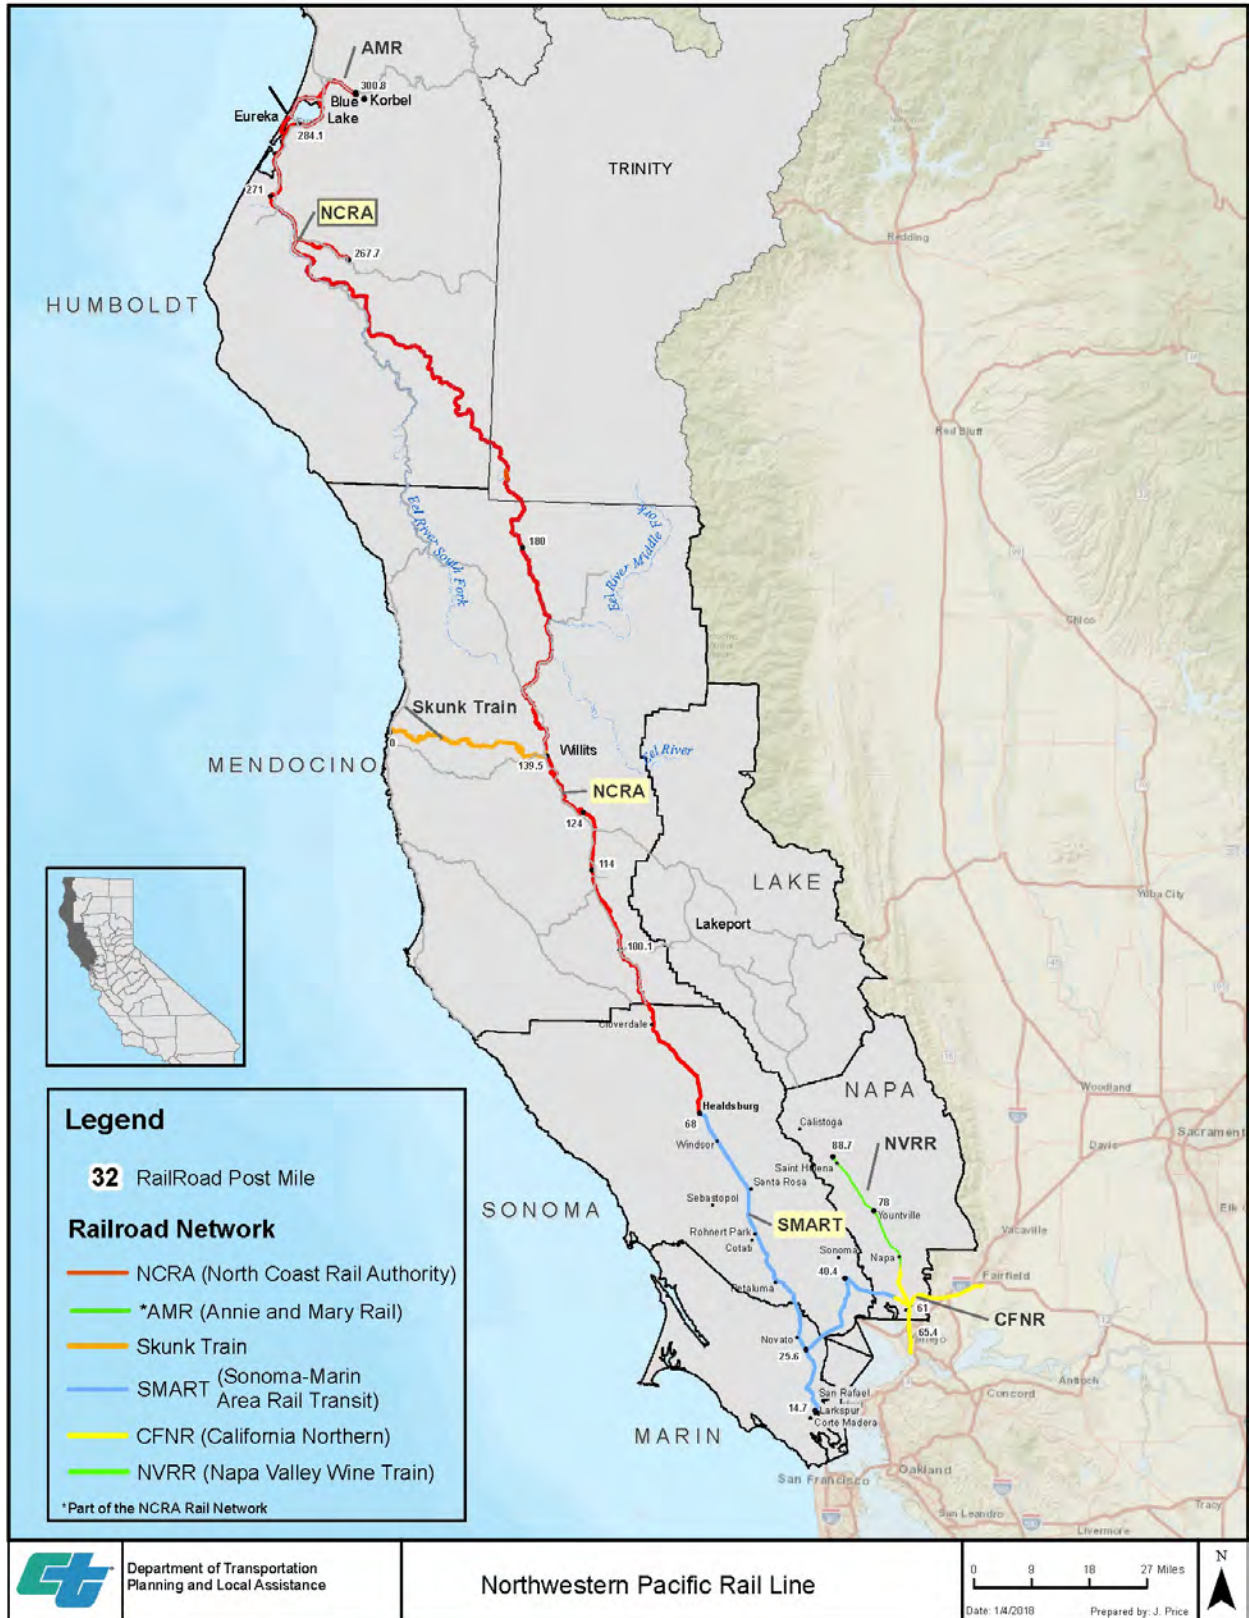 AMR
300.8
Blue
Lake
Korbel
Eureka
284.1
TRINITY
271
NCRA
267.7
Redding
HUMBOLDT
Red Bluff
Eel River South Fork
Eel River Middle Fork
180
Chico
Skunk Train
0
Willits
Eel River
MENDOCINO
139.5
NCRA
124
114
LAKE
Yuba City
Lakeport
100.1
Cloverdale
NAPA
Woodland
Healdsburg
68
Calistoga
Sacrament
Windsor
88.7
NVRR
Davis
Saint Helena
Santa Rosa
78
Sebastopol
Yountville
SONOMA
SMART
Elk
Rohnert Park
Cotati
Sonoma
Vacaville
Napa
40.4
Fairfield
Petaluma
61
CFNR
65.4
Novato
25.6
Antioch
San Rafael
Concord
14.7
Larkspur
Corte Madera
MARIN
San Francisco
Oakland
San Leandro
Tracy
Livermore
Legend
32 RailRoad Post Mile
Railroad Network
NCRA (North Coast Rail Authority)
*AMR (Annie and Mary Rail)
Skunk Train
SMART (Sonoma-Marin
Area Rail Transit)
CFNR (California Northern)
NVRR (Napa Valley Wine Train)
*Part of the NCRA Rail Network
Department of Transportation
Planning and Local Assistance
Northwestern Pacific Rail Line
0 9 18 27 Miles
Date: 1/4/2018 Prepared by: J. Price
N